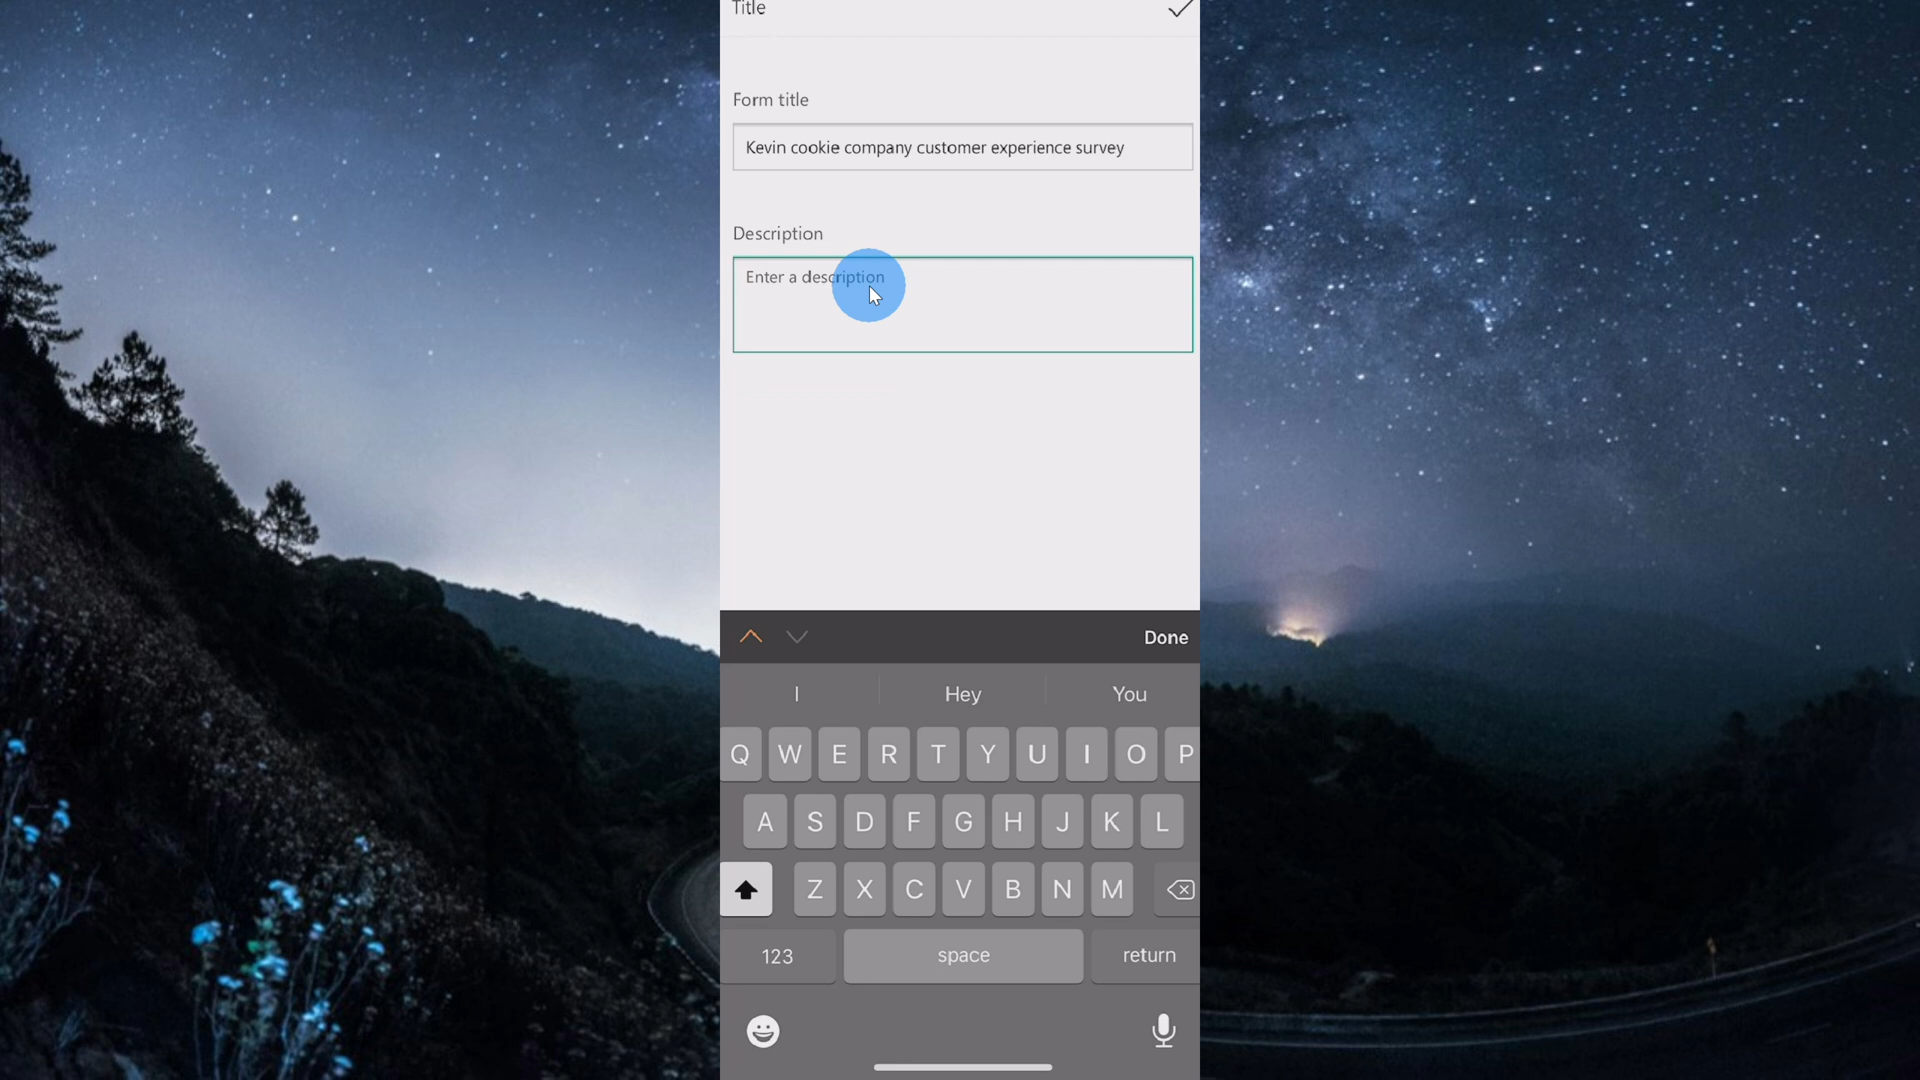 Title
Form title
Kevin cookie company customer experience survey
Description
Enter a description
Done
I Hey You
Q W E R T Y U I O P
A S D F G H J K L
Z X C V B N M
123 space return